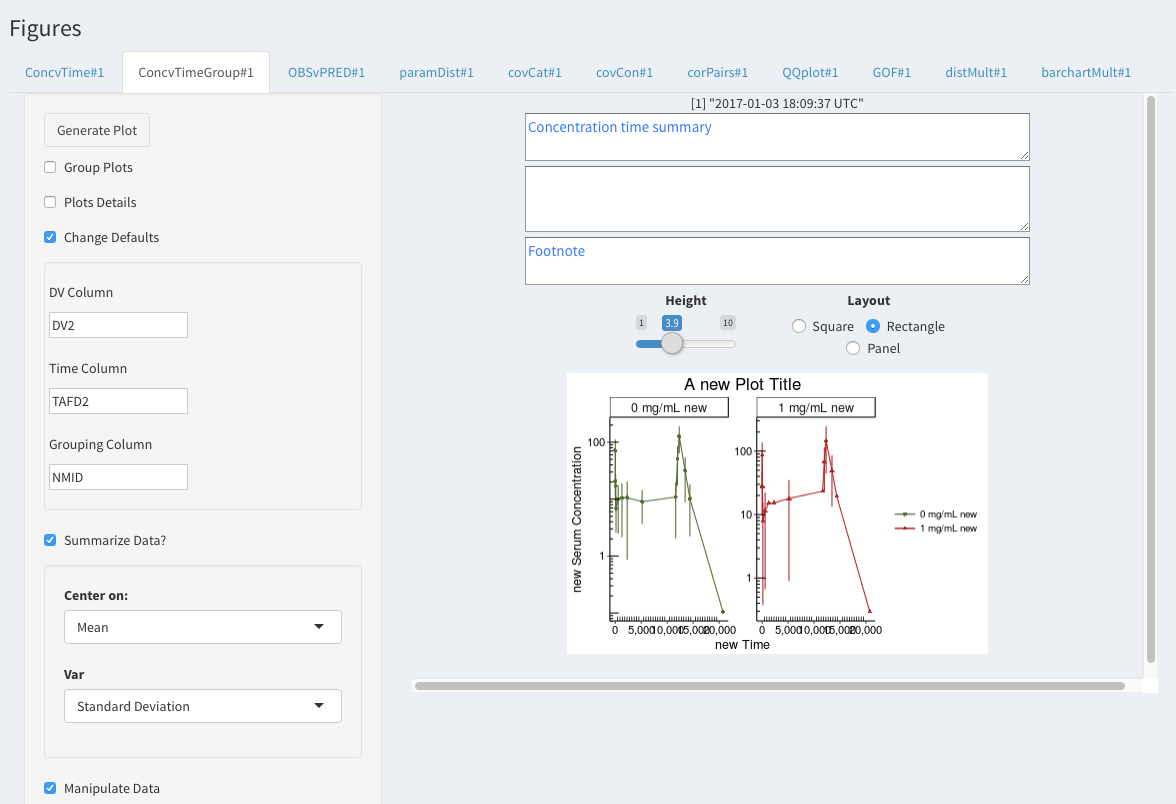 Figures
ConcvTime#1 ConcvTimeGroup#1 OBSvPRED#1 paramDist#1 covCat#1 covCon#1 corPairs#1 QQplot#1 GOF#1 distMult#1 barchartMult#1
Generate Plot
Group Plots
Plots Details
Change Defaults
DV Column
DV2
Time Column
TAFD2
Grouping Column
NMID
Summarize Data?
Center on:
Mean
Var
Standard Deviation
Manipulate Data
[1] "2017-01-03 18:09:37 UTC"
Concentration time summary
Footnote
Height
1 3.9 10
Layout
Square Rectangle
Panel
A new Plot Title
0 mg/mL new 1 mg/mL new
new Serum Concentration
100
1
100
10
1
0 5,000 10,000 15,000 20,000 0 5,000 10,000 15,000 20,000
new Time
0 mg/mL new
1 mg/mL new